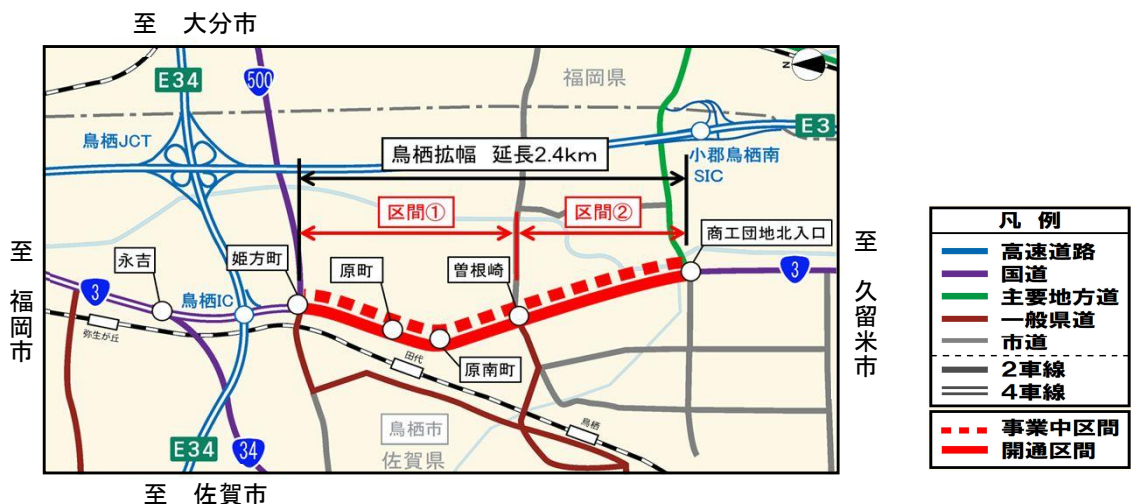 至 大分市
E34
500
福岡県
N
鳥栖JCT
E3
小郡鳥栖南
SIC
鳥栖拡幅 延長2.4km
区間①
区間②
商工団地北入口
至 福岡市
永吉
姫方町
原町
曽根崎
3
3
鳥栖IC
弥生が丘
田代
原南町
鳥栖
鳥栖市
佐賀県
E34
34
至 佐賀市
至 久留米市
凡 例
高速道路
国道
主要地方道
一般県道
市道
2車線
4車線
事業中区間
開通区間